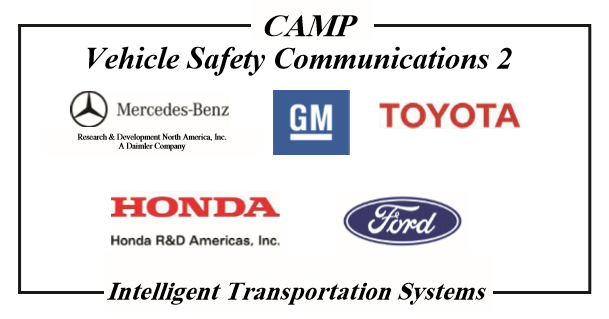 CAMP
Vehicle Safety Communications 2
Mercedes-Benz
Research & Development North America, Inc.
A Daimler Company
GM
TOYOTA
HONDA
Honda R&D Americas, Inc.
Ford
Intelligent Transportation Systems